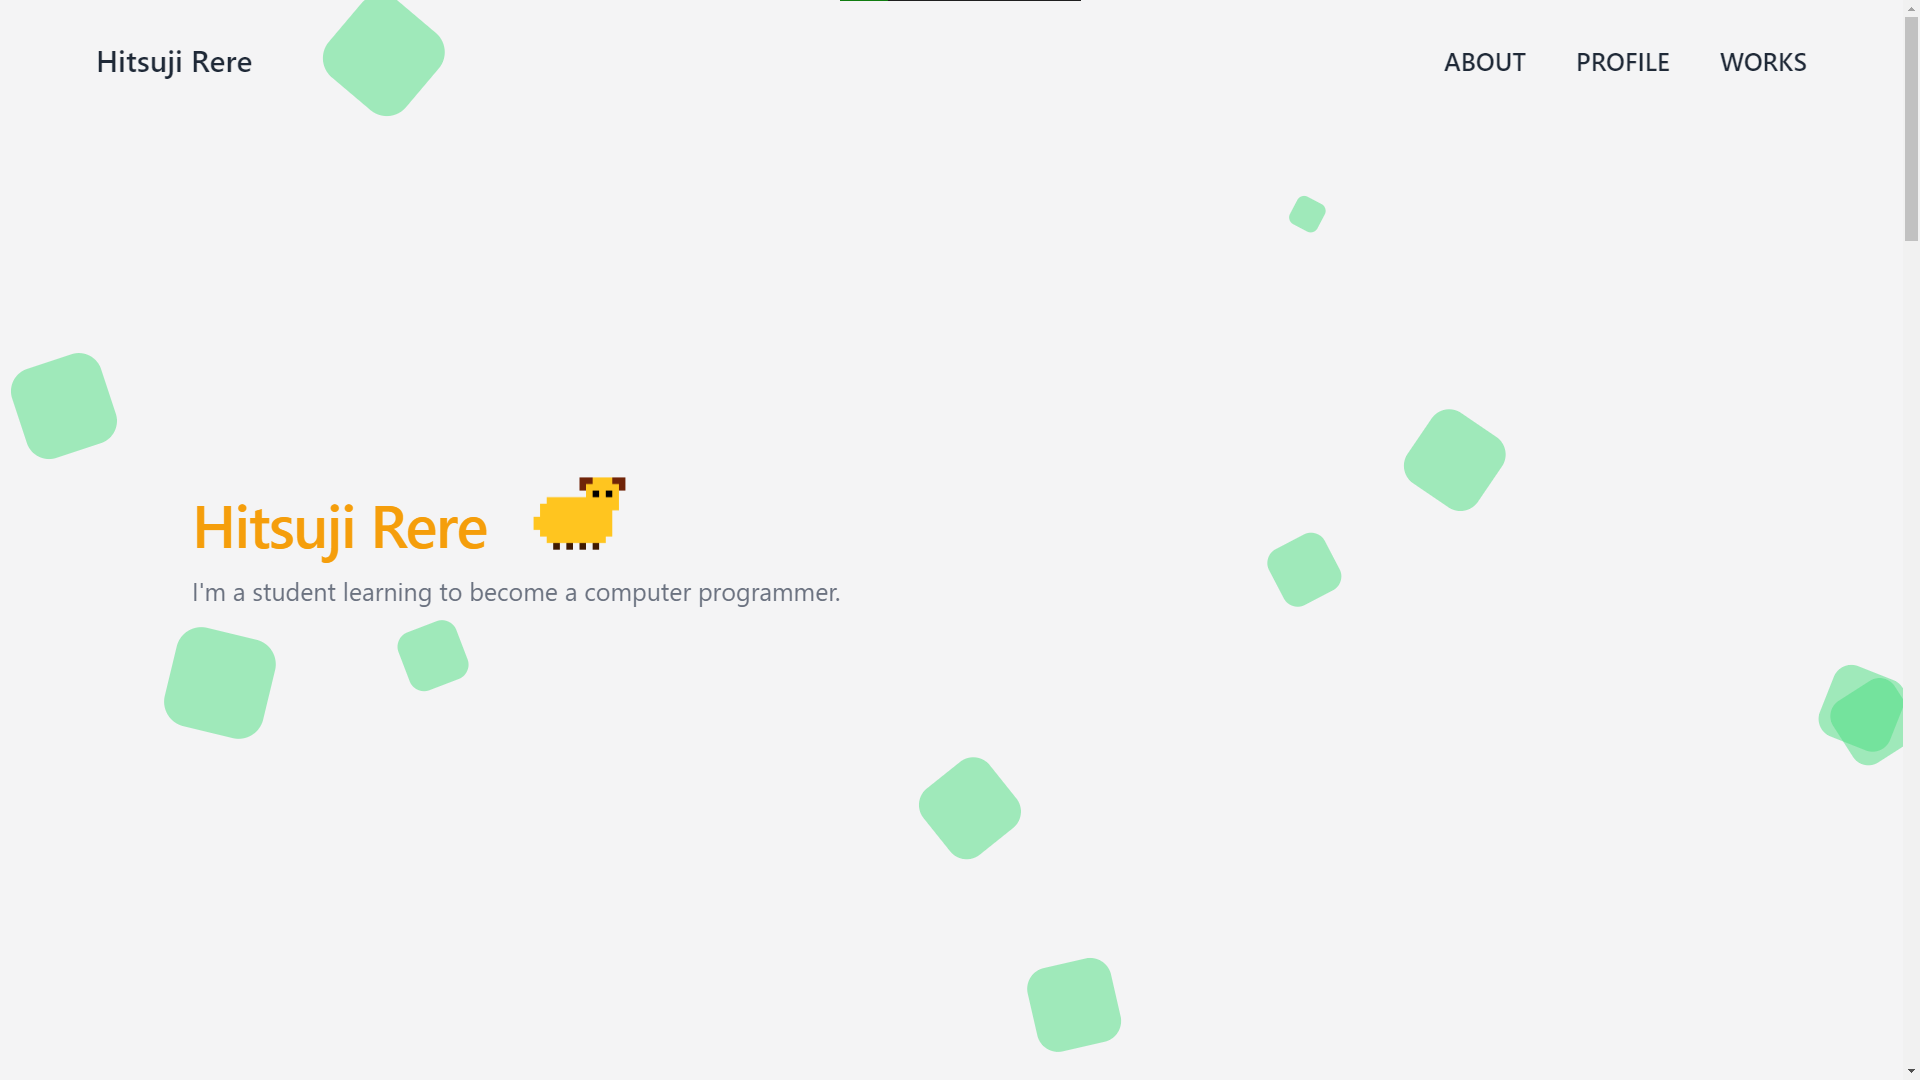 Hitsuji Rere
ABOUT PROFILE WORKS
Hitsuji Rere
I'm a student learning to become a computer programmer.